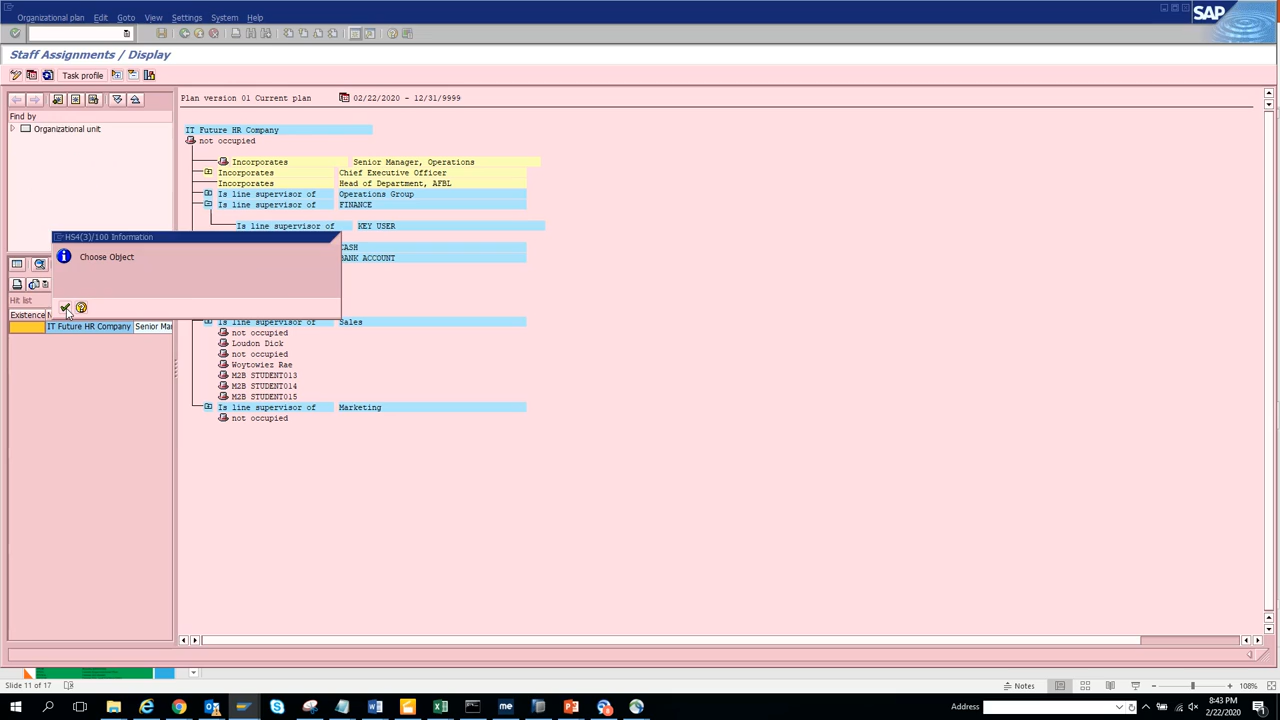 Organizational plan Edit Goto View Settings System Help
SAP
Staff Assignments / Display
Task profile
Find by
Organizational unit
Hit list
Existence N
IT Future HR Company Senior Mar
Plan version 01 Current plan 02/22/2020 - 12/31/9999
IT Future HR Company
not occupied
Incorporates Senior Manager, Operations
Incorporates Chief Executive Officer
Incorporates Head of Department, AFBL
Is line supervisor of Operations Group
Is line supervisor of FINANCE
Is line supervisor of KEY USER
CASH
BANK ACCOUNT
Is line supervisor of Sales
not occupied
Loudon Dick
not occupied
Woytowiez Rae
M2B STUDENT013
M2B STUDENT014
M2B STUDENT015
Is line supervisor of Marketing
not occupied
HS4(3)/100 Information
Choose Object
Slide 11 of 17
Notes
108%
Address
8:43 PM
2/22/2020